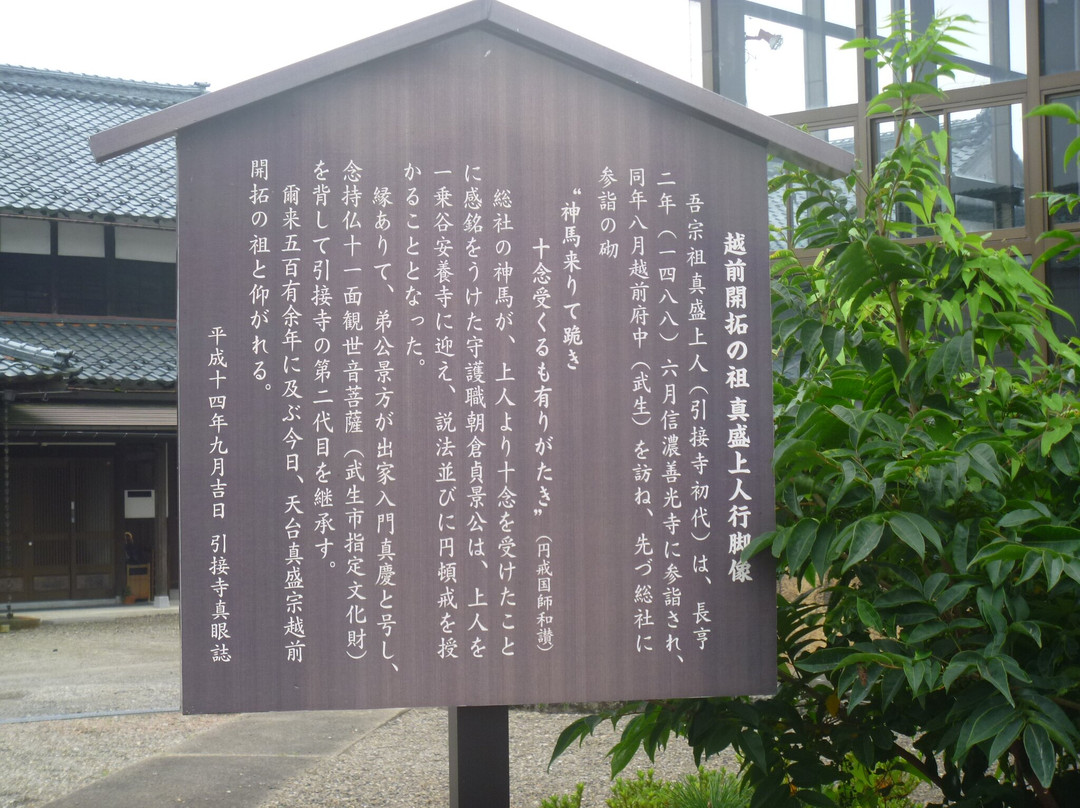 越前開拓の祖 真盛上人行脚像
吾宗祖真盛上人（引接寺初代）は、長亨
二年（一四八八）六月信濃善光寺に参詣され、
同年八月越前府中（武生）を訪ね、先づ総社に
参詣の砌
“神馬来りて跪き
十念受くるも有りがたき”（円戒国師和讃）
総社の神馬が、上人より十念を受けたこと
に感銘をうけた守護職朝倉貞景公は、上人を
一乗谷安養寺に迎え、説法並びに円頓戒を授
かることとなった。
縁ありて、弟公景方が出家入門真慶と号し、
念持仏十一面観世音菩薩（武生市指定文化財）
を背して引接寺の第二代目を継承す。
爾来五百有余年に及ぶ今日、天台真盛宗越前
開拓の祖と仰がれる。
平成十四年九月吉日 引接寺真眼誌